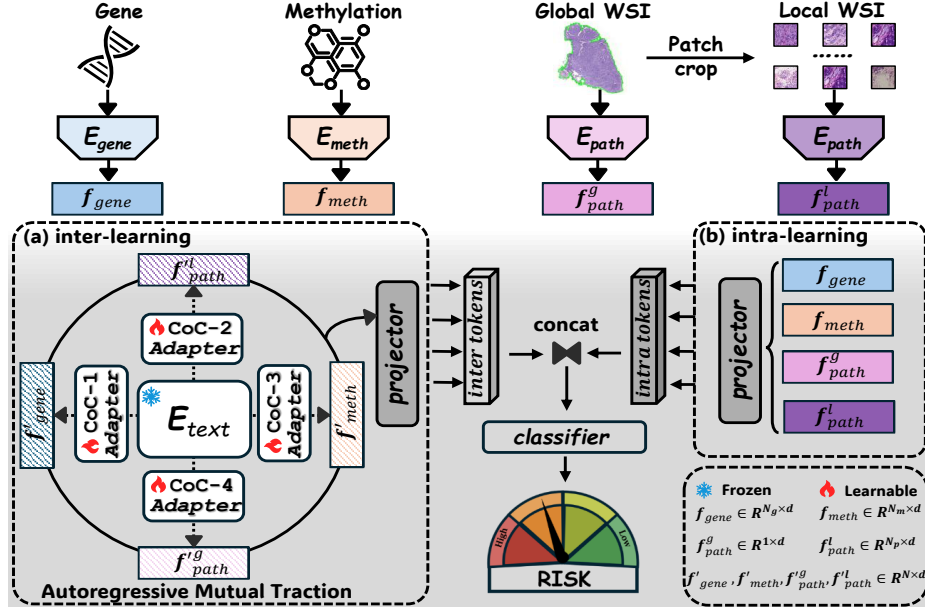 Gene
Methylation
Global WSI
Local WSI
Patch
crop
E_gene
E_meth
E_path
E_path
f_gene
f_meth
f^g_path
f^l_path
(a) inter-learning
f'^l_path
CoC-2
Adapter
f'_gene
CoC-1
Adapter
E_text
CoC-3
Adapter
f'_meth
CoC-4
Adapter
f'^g_path
Autoregressive Mutual Traction
projector
inter tokens
concat
intra tokens
classifier
High
Low
RISK
(b) intra-learning
projector
f_gene
f_meth
f^g_path
f^l_path
Frozen
Learnable
f_gene ∈ R^{N_g×d}
f_meth ∈ R^{N_m×d}
f^g_path ∈ R^{1×d}
f^l_path ∈ R^{N_p×d}
f'_gene, f'_meth, f'^g_path, f'^l_path ∈ R^{N×d}